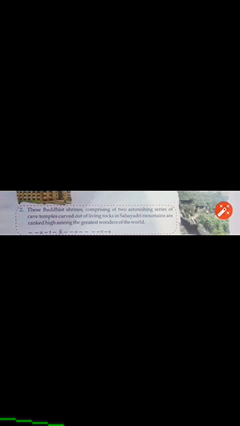 2. These Buddhist shrines, comprising of two astonishing series of
cave temples carved out of living rocks in Sahayadri mountains are
ranked high among the greatest wonders of the world.